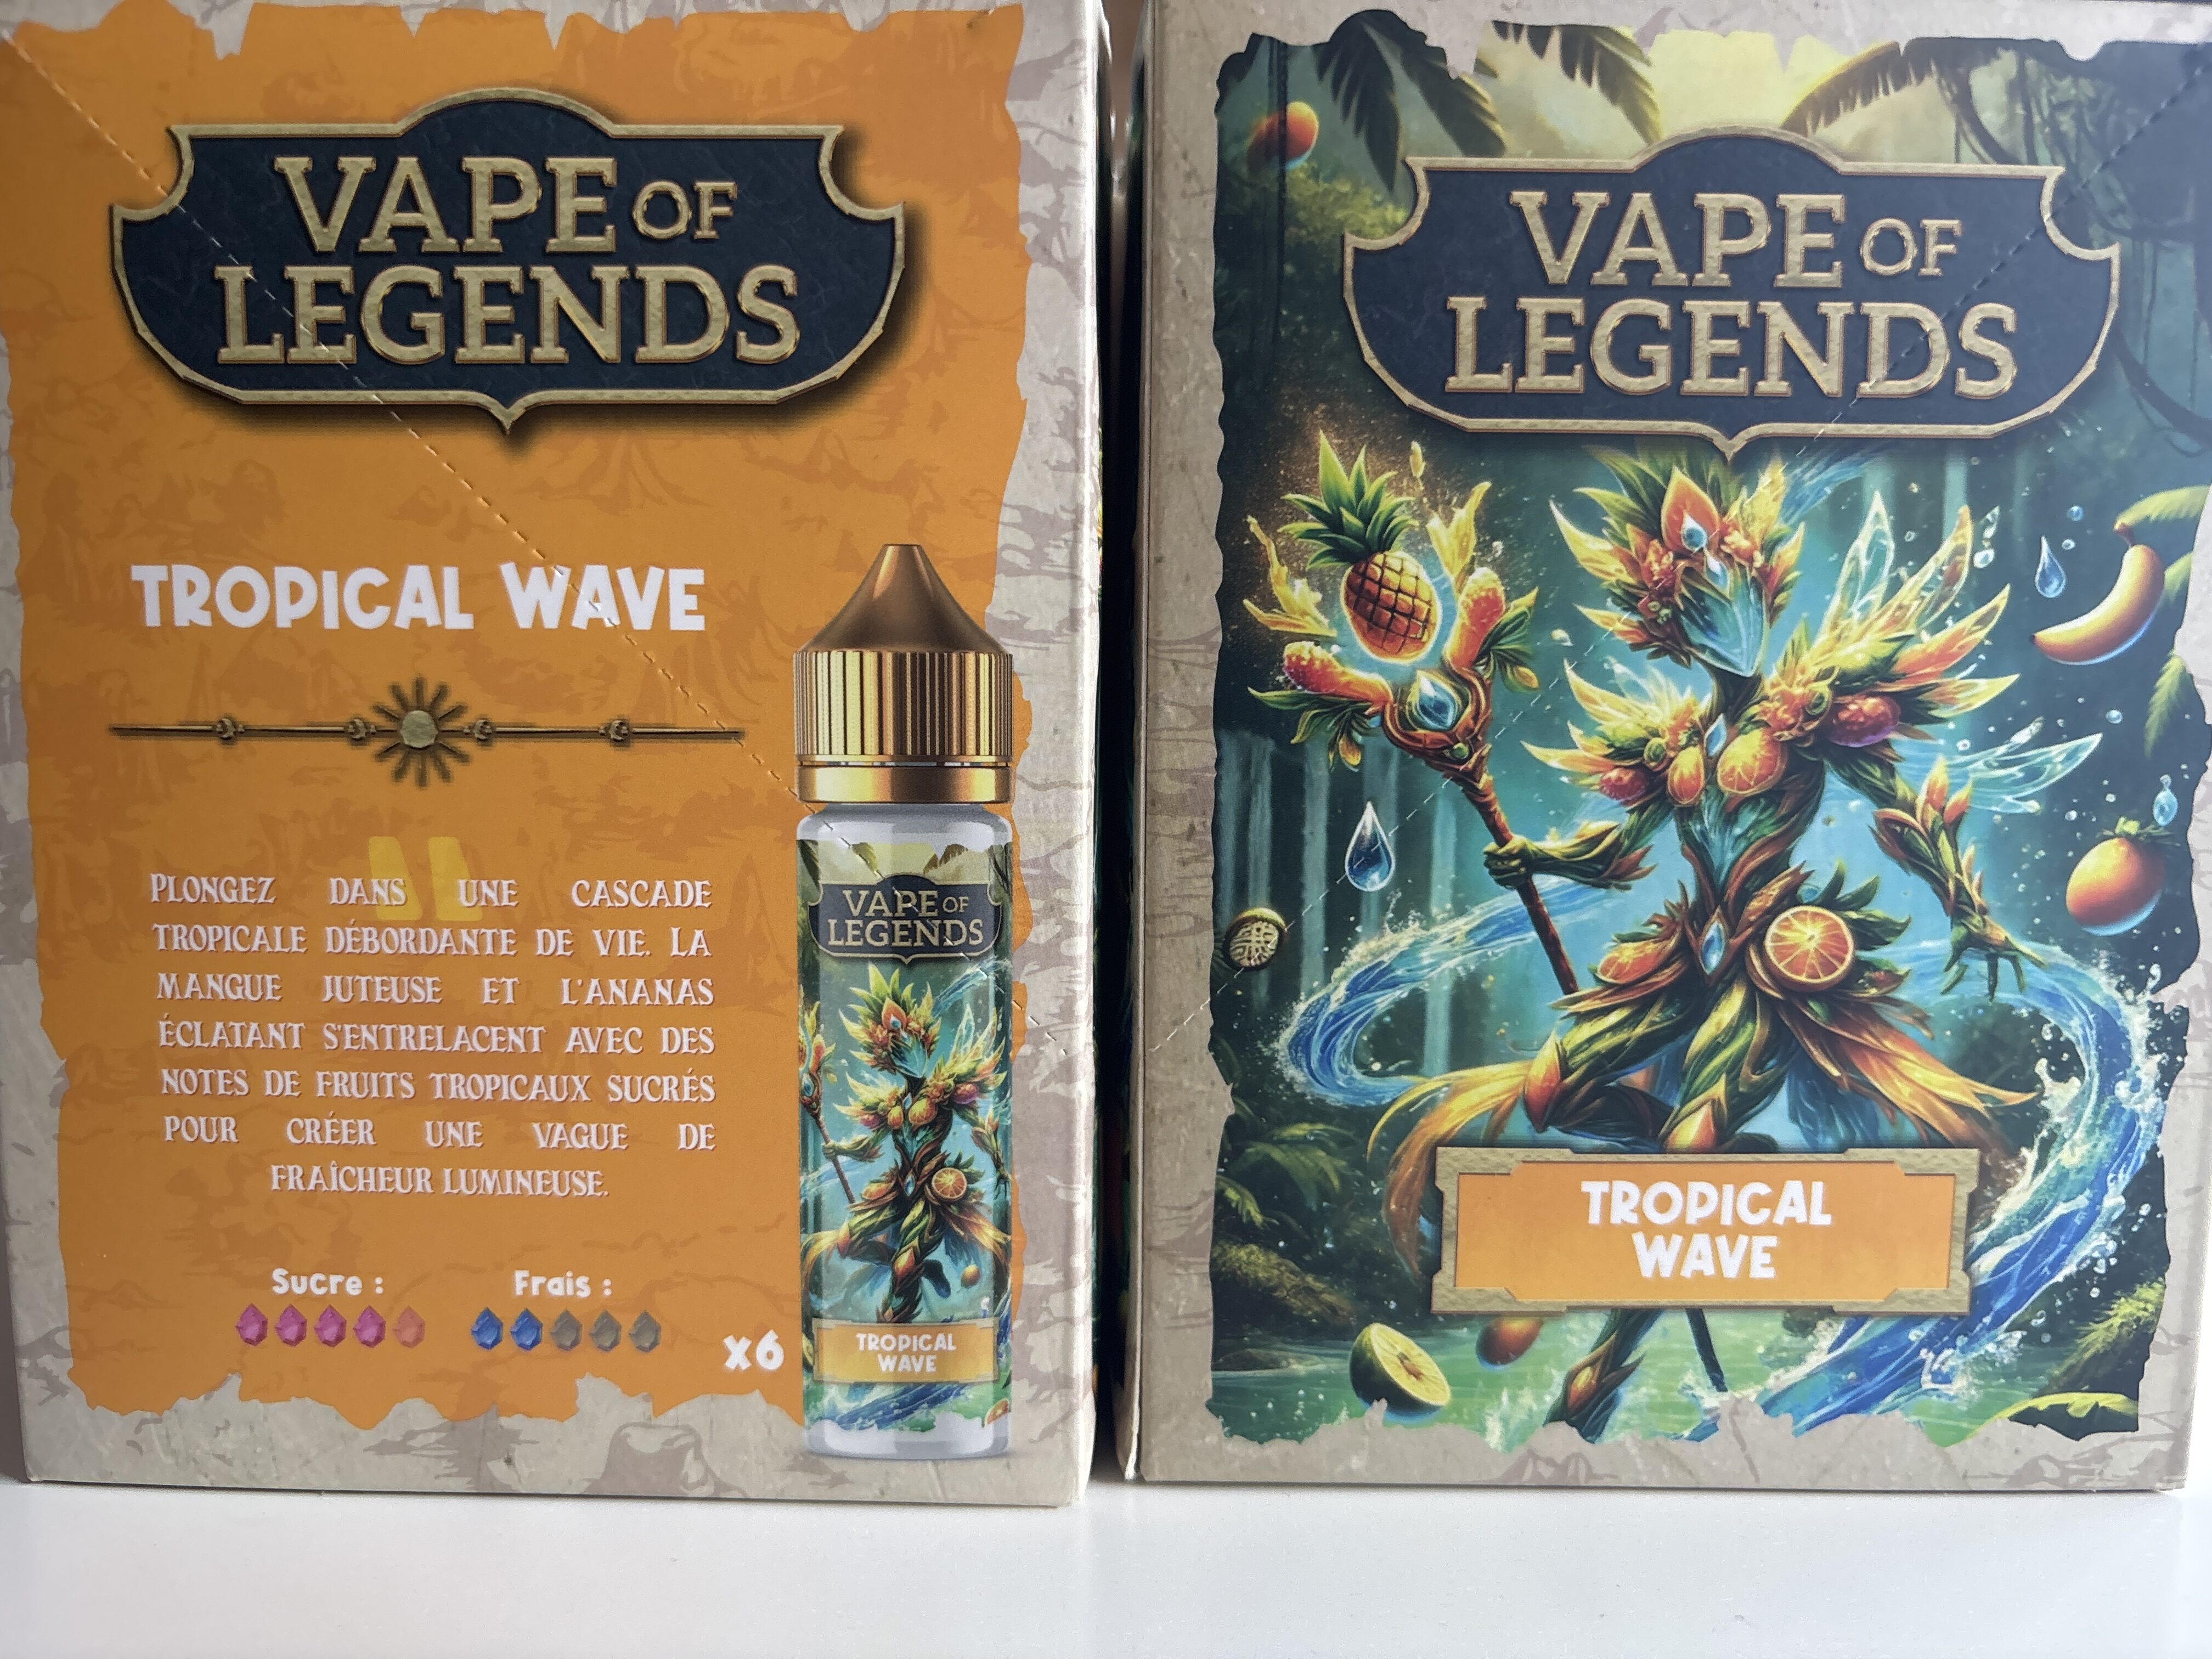 VAPE OF
LEGENDS
TROPICAL WAVE
PLONGEZ DANS UNE CASCADE
TROPICALE DÉBORDANTE DE VIE. LA
MANGUE JUTEUSE ET L'ANANAS
ÉCLATANT S'ENTRELACENT AVEC DES
NOTES DE FRUITS TROPICAUX SUCRÉS
POUR CRÉER UNE VAGUE DE
FRAÎCHEUR LUMINEUSE.
Sucre : Frais :
x6
VAPE OF
LEGENDS
TROPICAL
WAVE
VAPE OF
LEGENDS
TROPICAL
WAVE